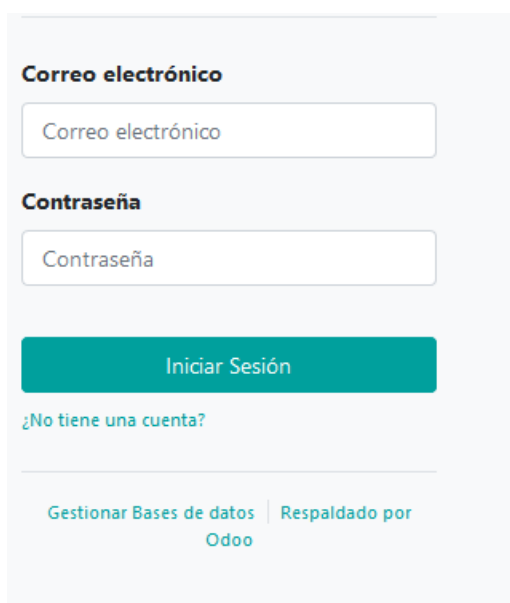 Correo electrónico
Correo electrónico
Contraseña
Contraseña
Iniciar Sesión
¿No tiene una cuenta?
Gestionar Bases de datos Respaldado por
Odoo